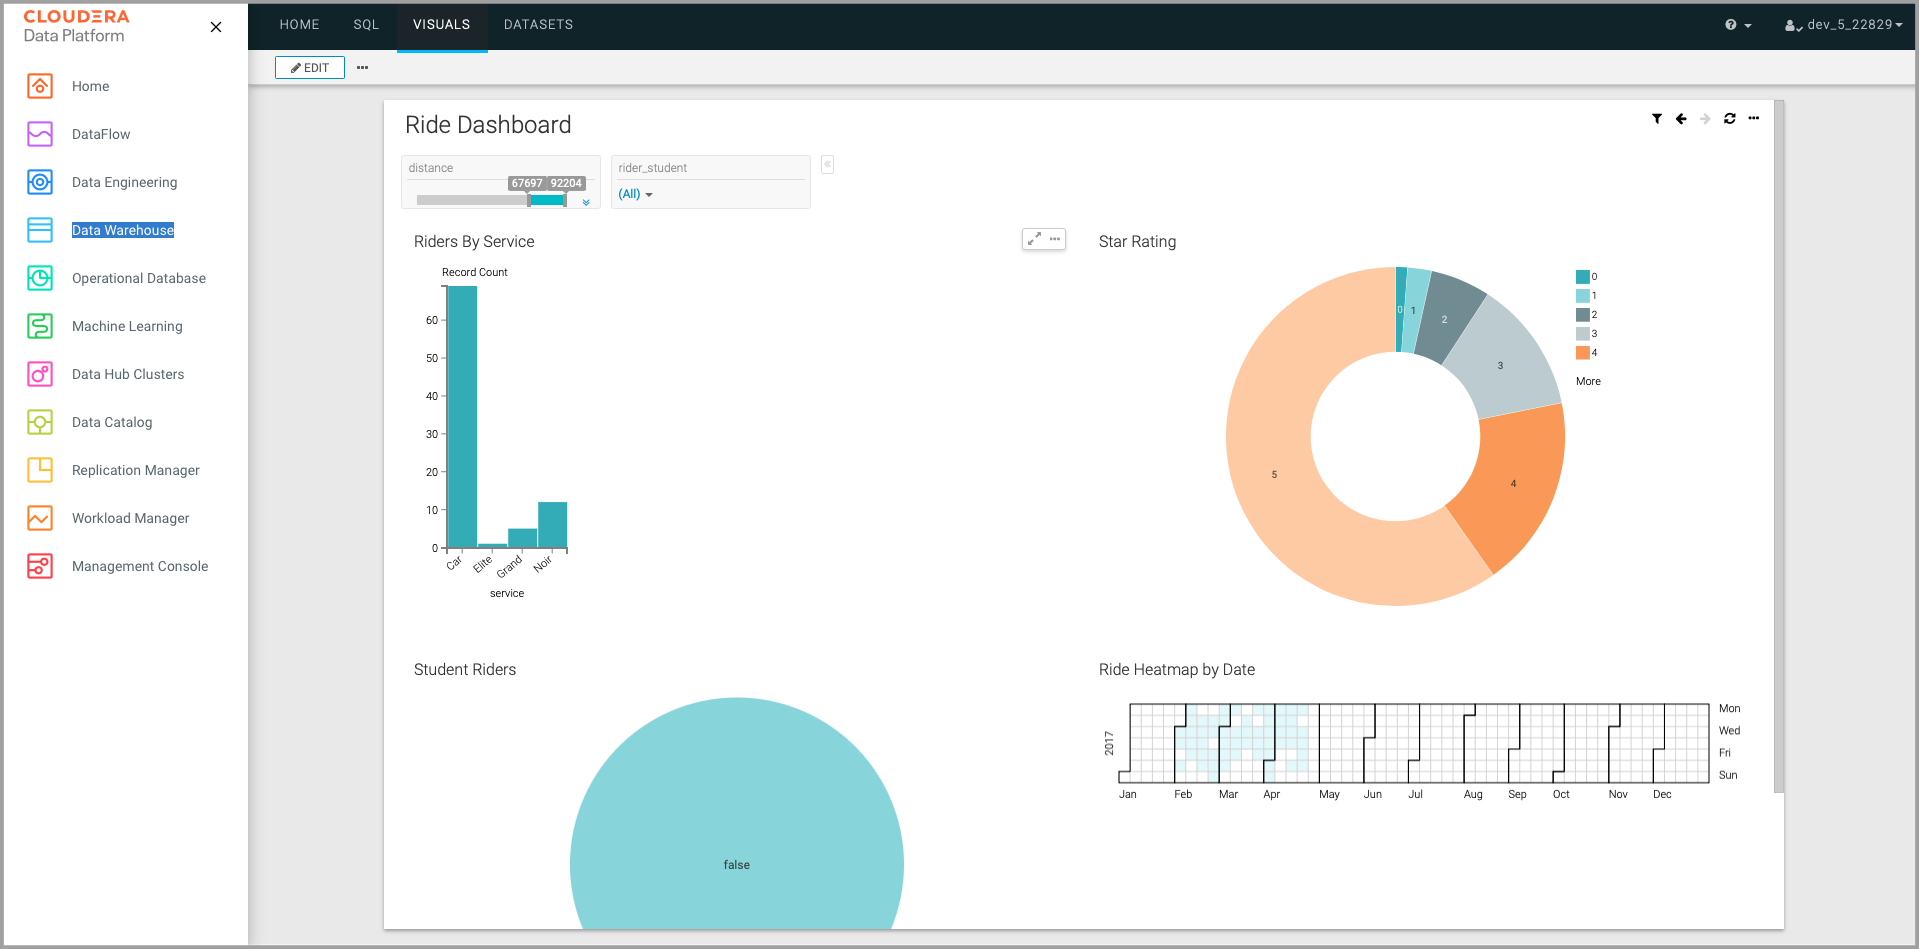 CLOUDERA
Data Platform
Home
DataFlow
Data Engineering
Data Warehouse
Operational Database
Machine Learning
Data Hub Clusters
Data Catalog
Replication Manager
Workload Manager
Management Console
HOME SQL VISUALS DATASETS
dev_5_22829
EDIT
Ride Dashboard
distance
67697 92204
rider_student
(All)
Riders By Service
Record Count
60
50
40
30
20
10
0
Car Elite Grand Noir
service
Star Rating
0 1 2 3 4 5
0
1
2
3
4
More
Student Riders
false
Ride Heatmap by Date
2017
Mon
Wed
Fri
Sun
Jan Feb Mar Apr May Jun Jul Aug Sep Oct Nov Dec